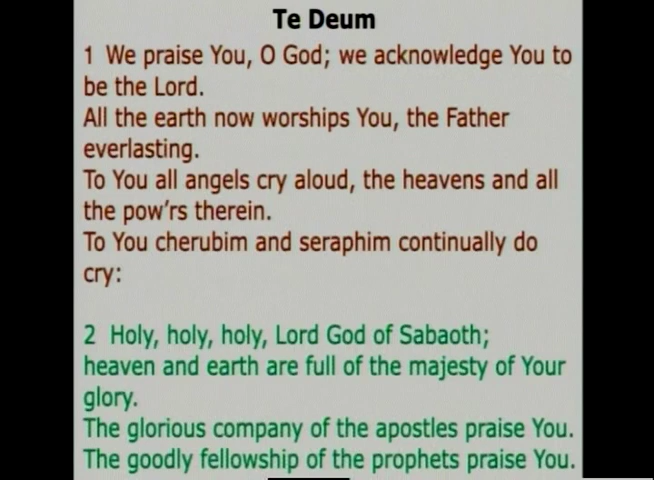 Te Deum
1 We praise You, O God; we acknowledge You to
be the Lord.
All the earth now worships You, the Father
everlasting.
To You all angels cry aloud, the heavens and all
the pow'rs therein.
To You cherubim and seraphim continually do
cry:
2 Holy, holy, holy, Lord God of Sabaoth;
heaven and earth are full of the majesty of Your
glory.
The glorious company of the apostles praise You.
The goodly fellowship of the prophets praise You.